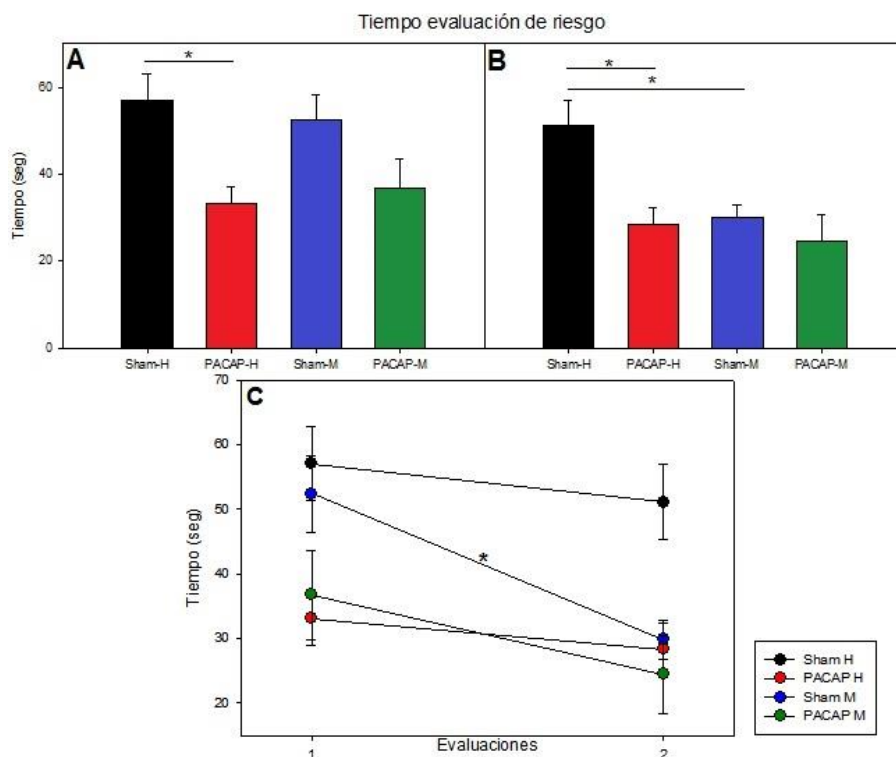 Tiempo evaluación de riesgo
A
*
B
*
*
Tiempo (seg)
60
40
20
0
Sham-H PACAP-H Sham-M PACAP-M
Sham-H PACAP-H Sham-M PACAP-M
C
Tiempo (seg)
70
60
50
40
30
20
*
1 2
Evaluaciones
Sham H
PACAP H
Sham M
PACAP M